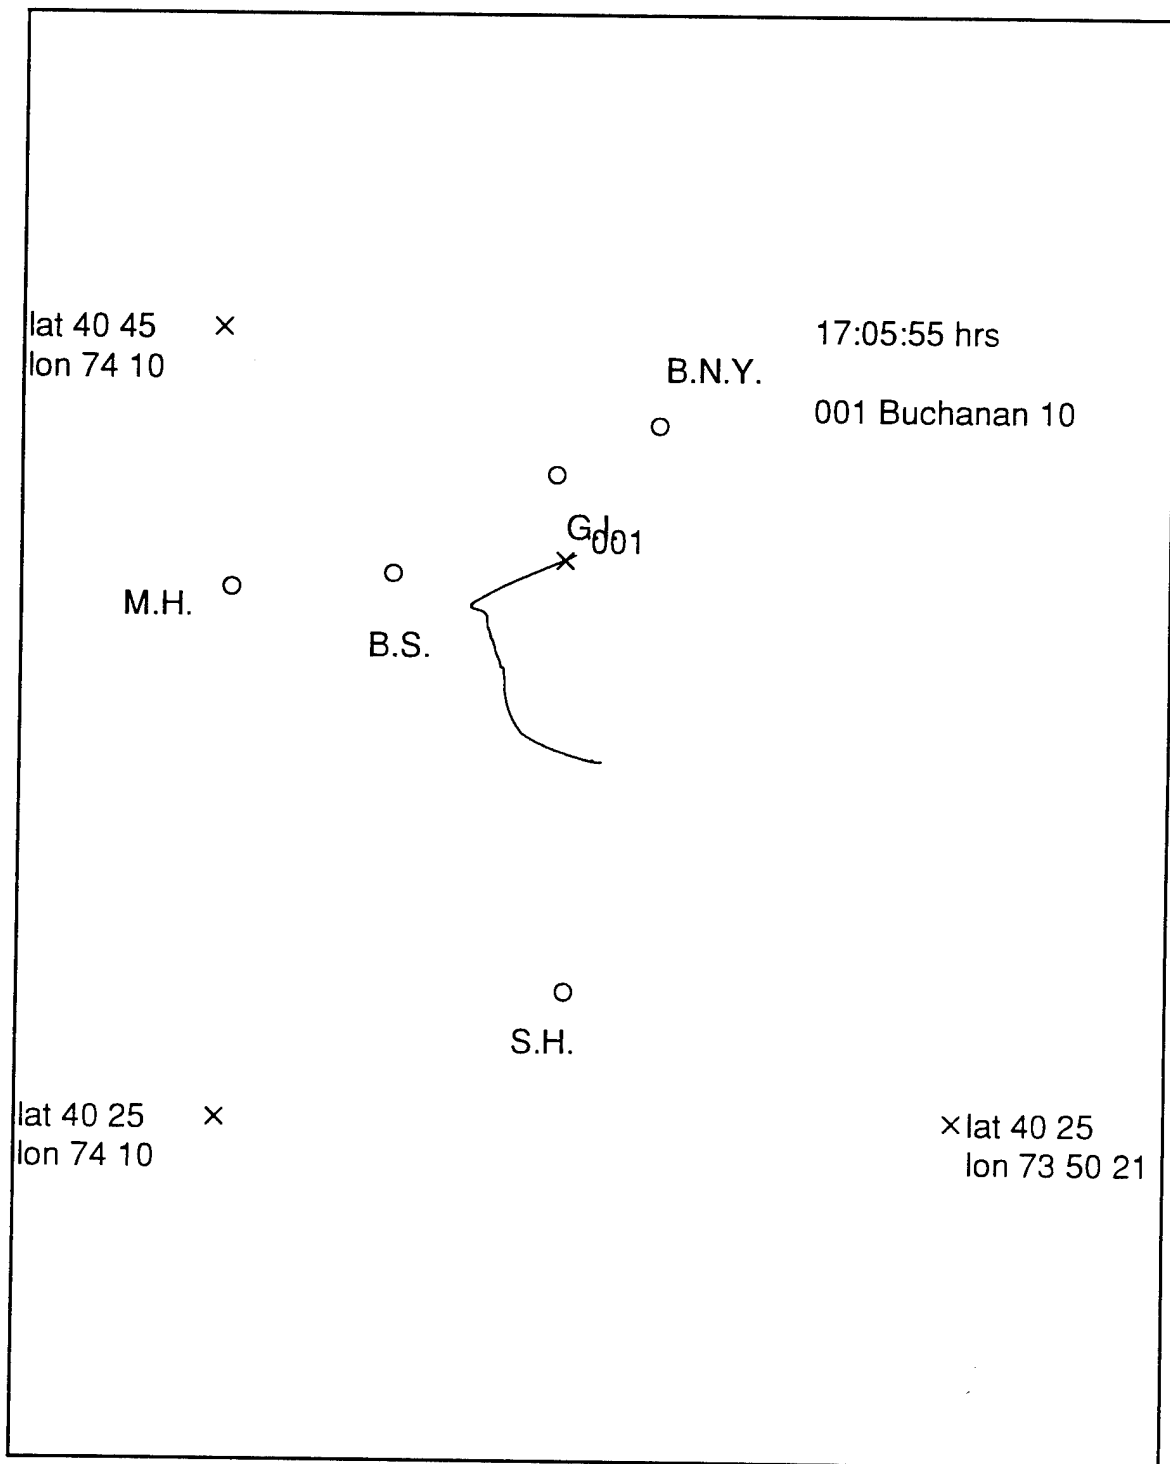 lat 40 45
lon 74 10
17:05:55 hrs
B.N.Y.
001 Buchanan 10
G.I.
001
M.H.
B.S.
S.H.
lat 40 25
lon 74 10
lat 40 25
lon 73 50 21